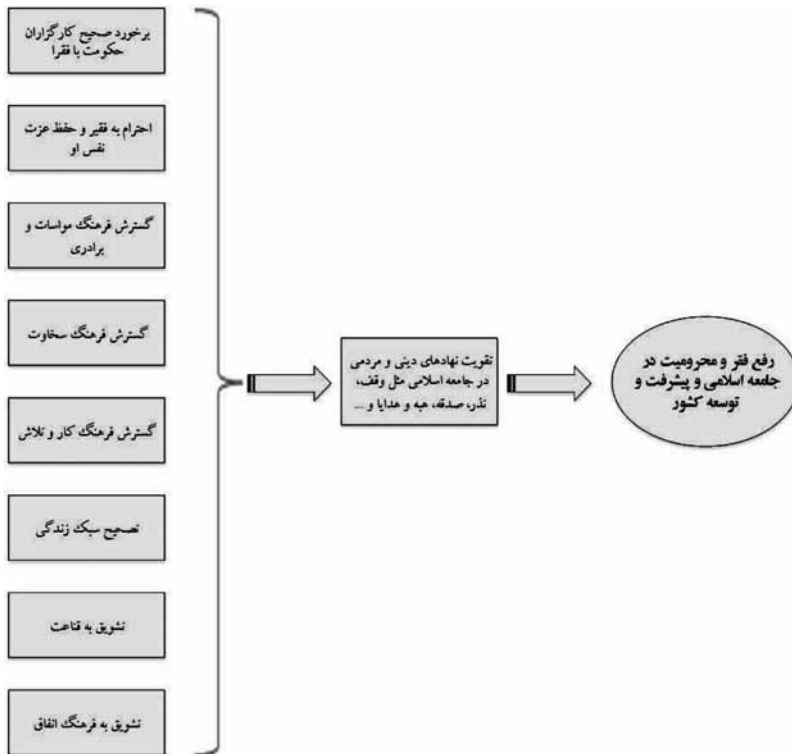 برخورد صحیح کارگزاران
حکومت با فقرا
احترام به فقیر و حفظ عزت
نفس او
گسترش فرهنگ مواسات و
برادری
گسترش فرهنگ سخاوت
گسترش فرهنگ کار و تلاش
تصحیح سبک زندگی
تشویق به قناعت
تشویق به فرهنگ انفاق
تقویت نهادهای دینی و مردمی
در جامعه اسلامی مثل وقف،
نذر، صدقه، هبه و هدایا و ...
رفع فقر و محرومیت در
جامعه اسلامی و پیشرفت و
توسعه کشور